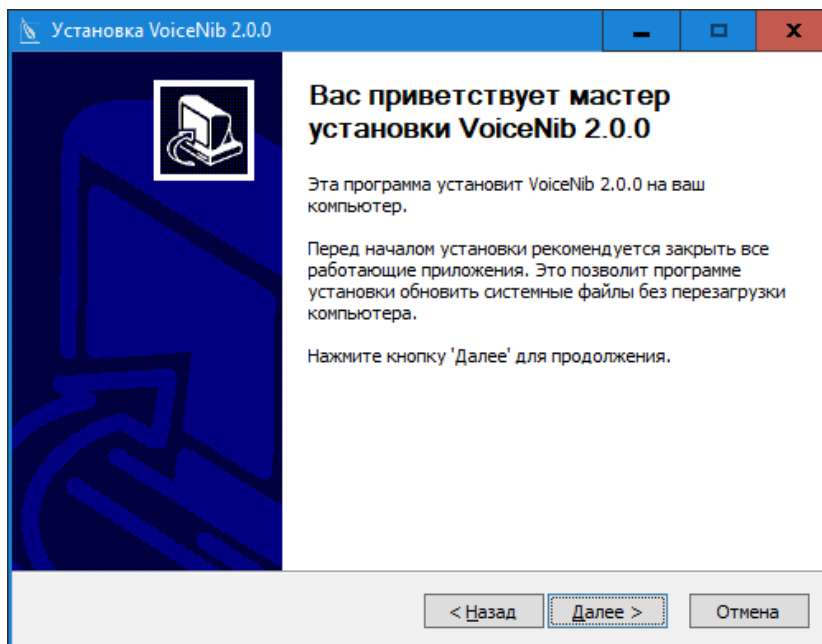 Установка VoiceNib 2.0.0
Вас приветствует мастер
установки VoiceNib 2.0.0
Эта программа установит VoiceNib 2.0.0 на ваш
компьютер.
Перед началом установки рекомендуется закрыть все
работающие приложения. Это позволит программе
установки обновить системные файлы без перезагрузки
компьютера.
Нажмите кнопку 'Далее' для продолжения.
< Назад Далее > Отмена